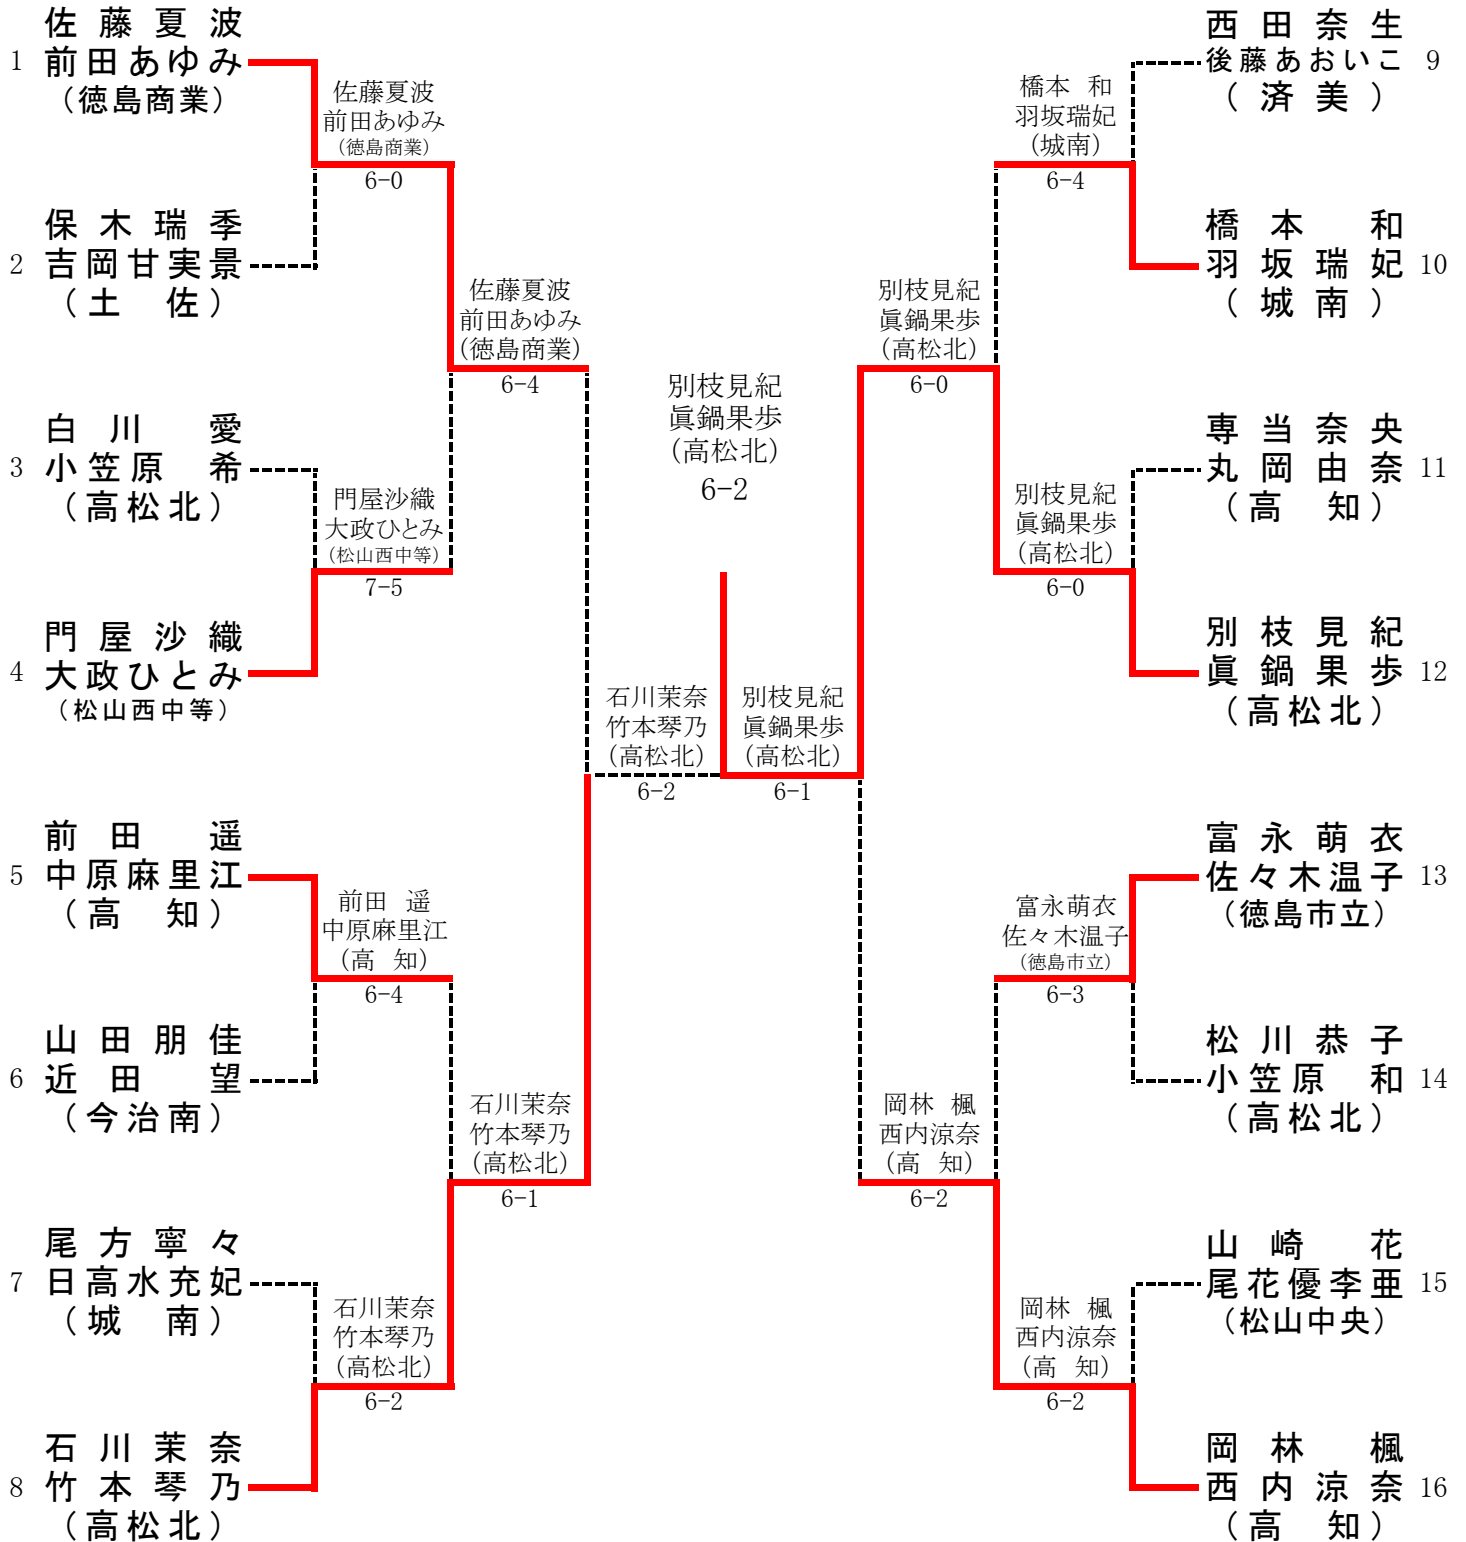 佐藤夏波
1 前田あゆみ
(徳島商業)
保木瑞季
2 吉岡甘実景
(土佐)
白川 愛
3 小笠原 希
(高松北)
門屋沙織
4 大政ひとみ
(松山西中等)
前田 遥
5 中原麻里江
(高 知)
山田朋佳
6 近田 望
(今治南)
尾方寧々
7 日高水充妃
(城 南)
石川茉奈
8 竹本琴乃
(高松北)
佐藤夏波
前田あゆみ
(徳島商業)
6-0
門屋沙織
大政ひとみ
(松山西中等)
7-5
前田 遥
中原麻里江
(高 知)
6-4
石川茉奈
竹本琴乃
(高松北)
6-2
佐藤夏波
前田あゆみ
(徳島商業)
6-4
石川茉奈
竹本琴乃
(高松北)
6-1
石川茉奈
竹本琴乃
(高松北)
6-2
別枝見紀
眞鍋果歩
(高松北)
6-2
別枝見紀
眞鍋果歩
(高松北)
6-1
別枝見紀
眞鍋果歩
(高松北)
6-0
岡林 楓
西内涼奈
(高 知)
6-2
橋本 和
羽坂瑞妃
(城南)
6-4
別枝見紀
眞鍋果歩
(高松北)
6-0
富永萌衣
佐々木温子
(徳島市立)
6-3
岡林 楓
西内涼奈
(高 知)
6-2
西田奈生
後藤あおいこ 9
(済美)
橋本 和
羽坂瑞妃 10
(城南)
専当奈央
丸岡由奈 11
(高 知)
別枝見紀
眞鍋果歩 12
(高松北)
富永萌衣
佐々木温子 13
(徳島市立)
松川恭子
小笠原 和 14
(高松北)
山崎 花
尾花優李亜 15
(松山中央)
岡林 楓
西内涼奈 16
(高 知)